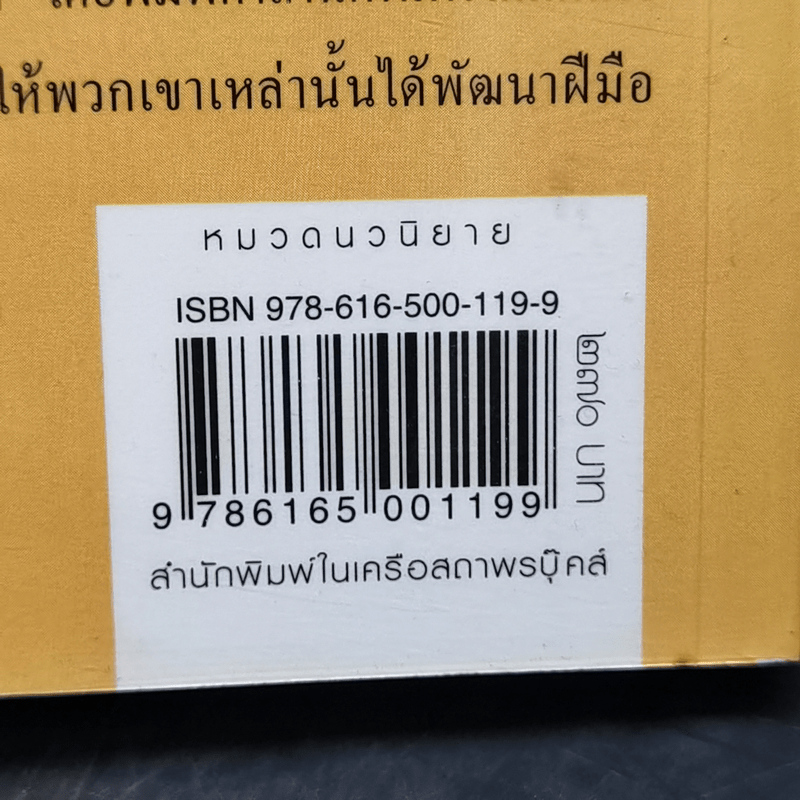 ให้พวกเขาเหล่านั้นได้พัฒนาฝีมือ
หมวดนวนิยาย
ISBN 978-616-500-119-9
9 786165 001199
๒๓๐ บาท
สำนักพิมพ์ในเครือสถาพรบุ๊คส์